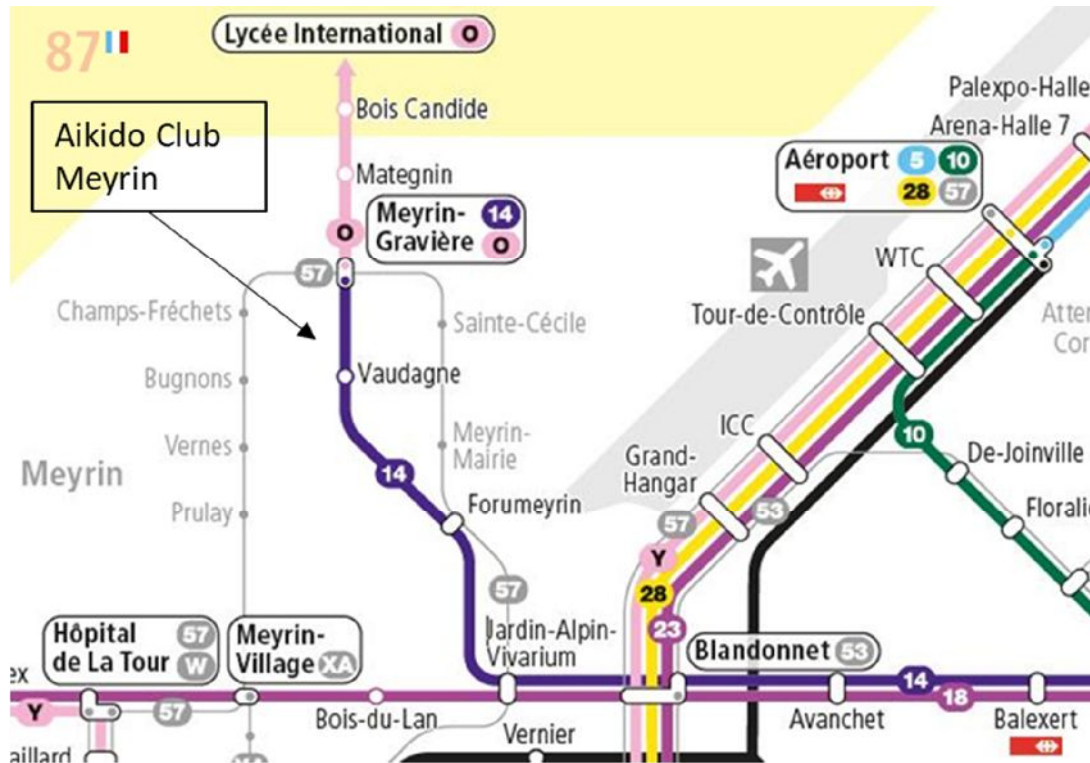 87
Lycée International O
Aikido Club
Meyrin
Bois Candide
Mategnin
O
Meyrin-
Gravière
14
O
57
Champs-Fréchets
Bugnons
Vernes
Meyrin
Prulay
Sainte-Cécile
Vaudagne
Meyrin-
Mairie
14
Forumeyrin
57
Palexpo-Halle
Arena-Halle 7
Aéroport 5 10
28 57
WTC
Tour-de-Contrôle
ICC
Grand-
Hangar
10
De-Joinville
57
53
Y
28
23
Hôpital
de La Tour
57
W
Meyrin-
Village XA
Jardin-Alpin-
Vivarium
Blandonnet 53
Y
57
Bois-du-Lan
Vernier
14
18
Avanchet
Balexert